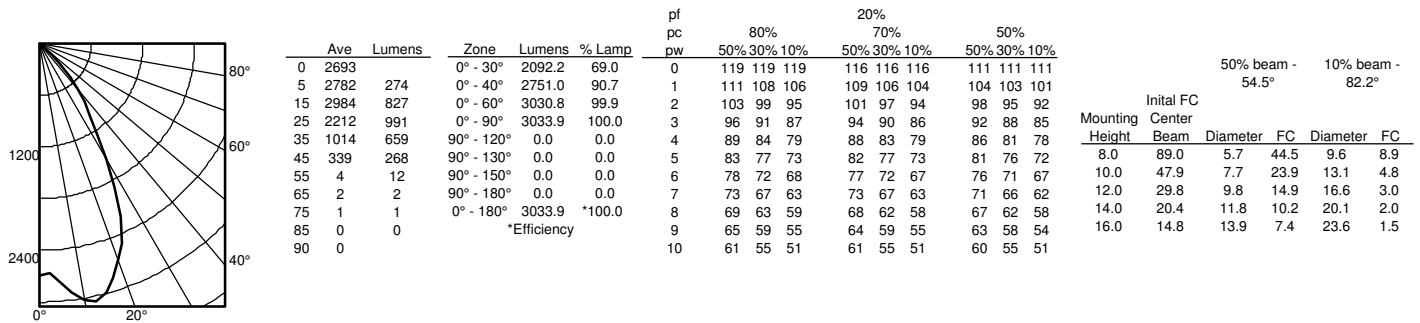 1200
2400
0°
20°
40°
60°
80°
Ave Lumens
0 2693
5 2782 274
15 2984 827
25 2212 991
35 1014 659
45 339 268
55 4 12
65 2 2
75 1 1
85 0 0
90 0
Zone Lumens % Lamp
0° - 30° 2092.2 69.0
0° - 40° 2751.0 90.7
0° - 60° 3030.8 99.9
0° - 90° 3033.9 100.0
90° - 120° 0.0 0.0
90° - 130° 0.0 0.0
90° - 150° 0.0 0.0
90° - 180° 0.0 0.0
0° - 180° 3033.9 *100.0
*Efficiency
pf 20%
pc 80% 70% 50%
pw 50% 30% 10% 50% 30% 10% 50% 30% 10%
0 119 119 119 116 116 116 111 111 111
1 111 108 106 109 106 104 104 103 101
2 103 99 95 101 97 94 98 95 92
3 96 91 87 94 90 86 92 88 85
4 89 84 79 88 83 79 86 81 78
5 83 77 73 82 77 73 81 76 72
6 78 72 68 77 72 67 76 71 67
7 73 67 63 73 67 63 71 66 62
8 69 63 59 68 62 58 67 62 58
9 65 59 55 64 59 55 63 58 54
10 61 55 51 61 55 51 60 55 51
50% beam - 10% beam -
54.5° 82.2°
Inital FC
Mounting Center
Height Beam Diameter FC Diameter FC
8.0 89.0 5.7 44.5 9.6 8.9
10.0 47.9 7.7 23.9 13.1 4.8
12.0 29.8 9.8 14.9 16.6 3.0
14.0 20.4 11.8 10.2 20.1 2.0
16.0 14.8 13.9 7.4 23.6 1.5